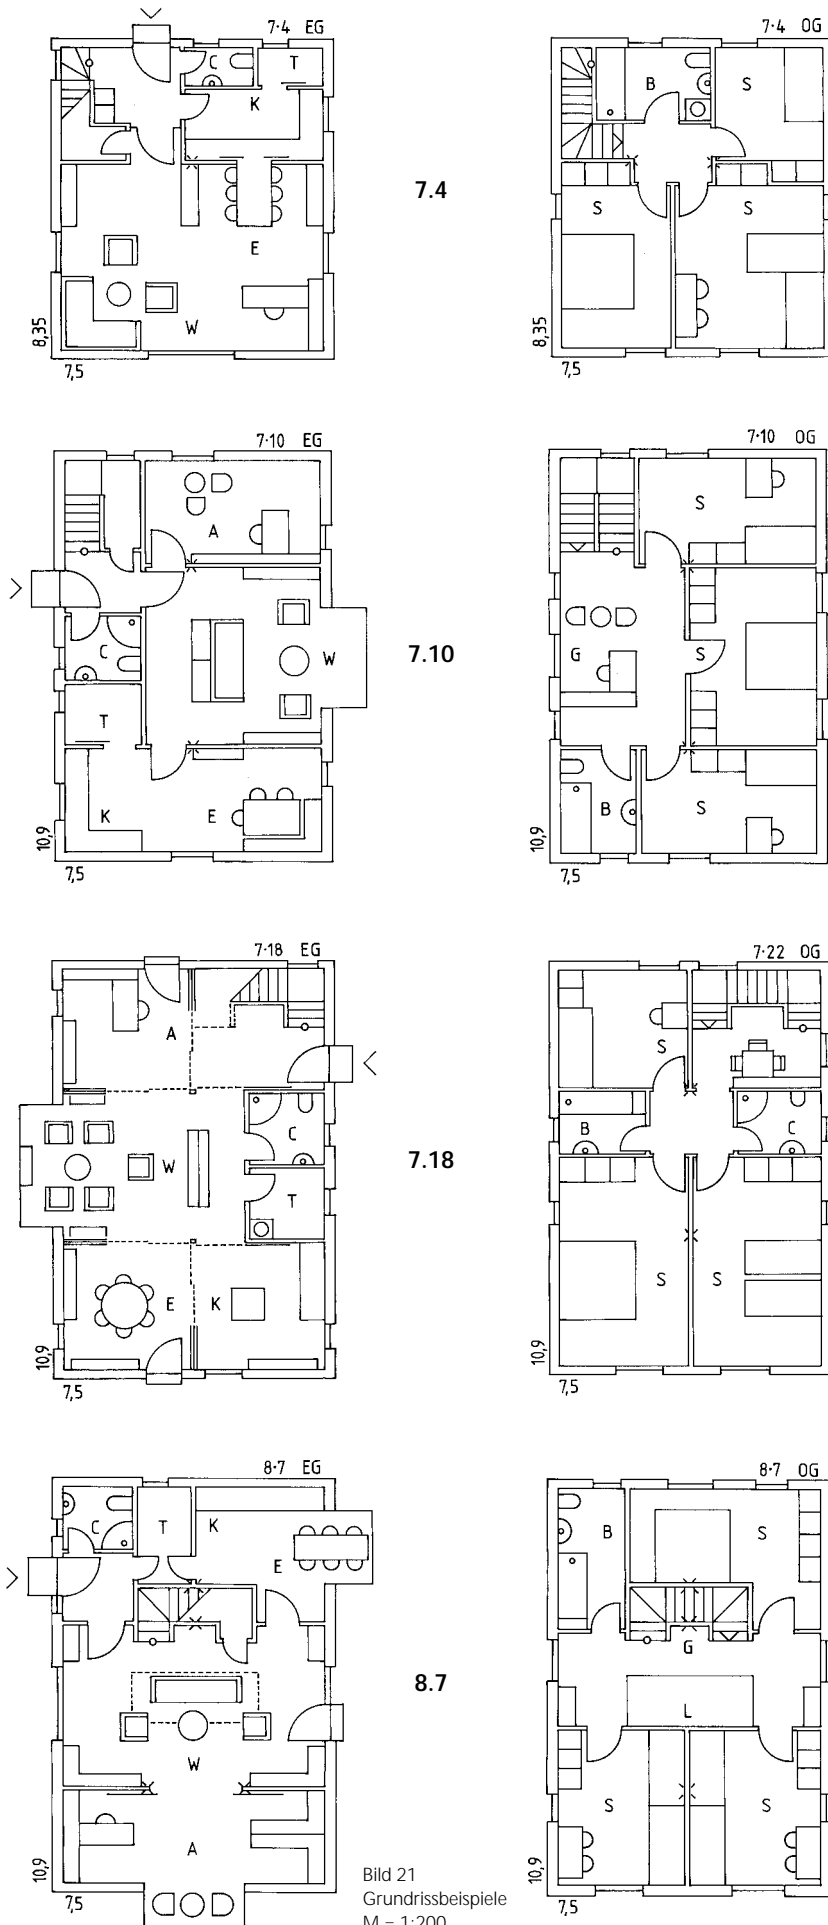 7·4 EG
C
T
K
E
W
8,35
7,5
7.4
7·4 OG
B
S
S
S
8,35
7,5
7·10 EG
A
C
W
T
K
E
10,9
7,5
7.10
7·10 OG
S
G
S
B
S
10,9
7,5
7·18 EG
A
C
W
T
E
K
10,9
7,5
7.18
7·22 OG
S
B
C
S
S
10,9
7,5
8·7 EG
C
T
K
E
W
A
10,9
7,5
8.7
8·7 OG
B
S
G
L
S
S
10,9
7,5
Bild 21
Grundrissbeispiele
M = 1:200